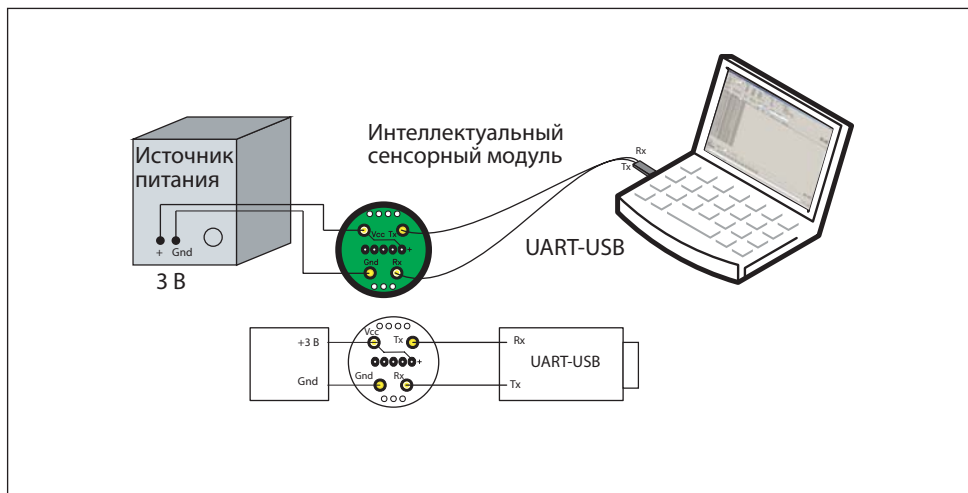 Источник
питания
+ Gnd
3 В
Интеллектуальный
сенсорный модуль
Vcc Tx
+
Gnd Rx
Rx
Tx
UART-USB
+3 В
Gnd
Vcc Tx
+
Gnd Rx
Rx
UART-USB
Tx